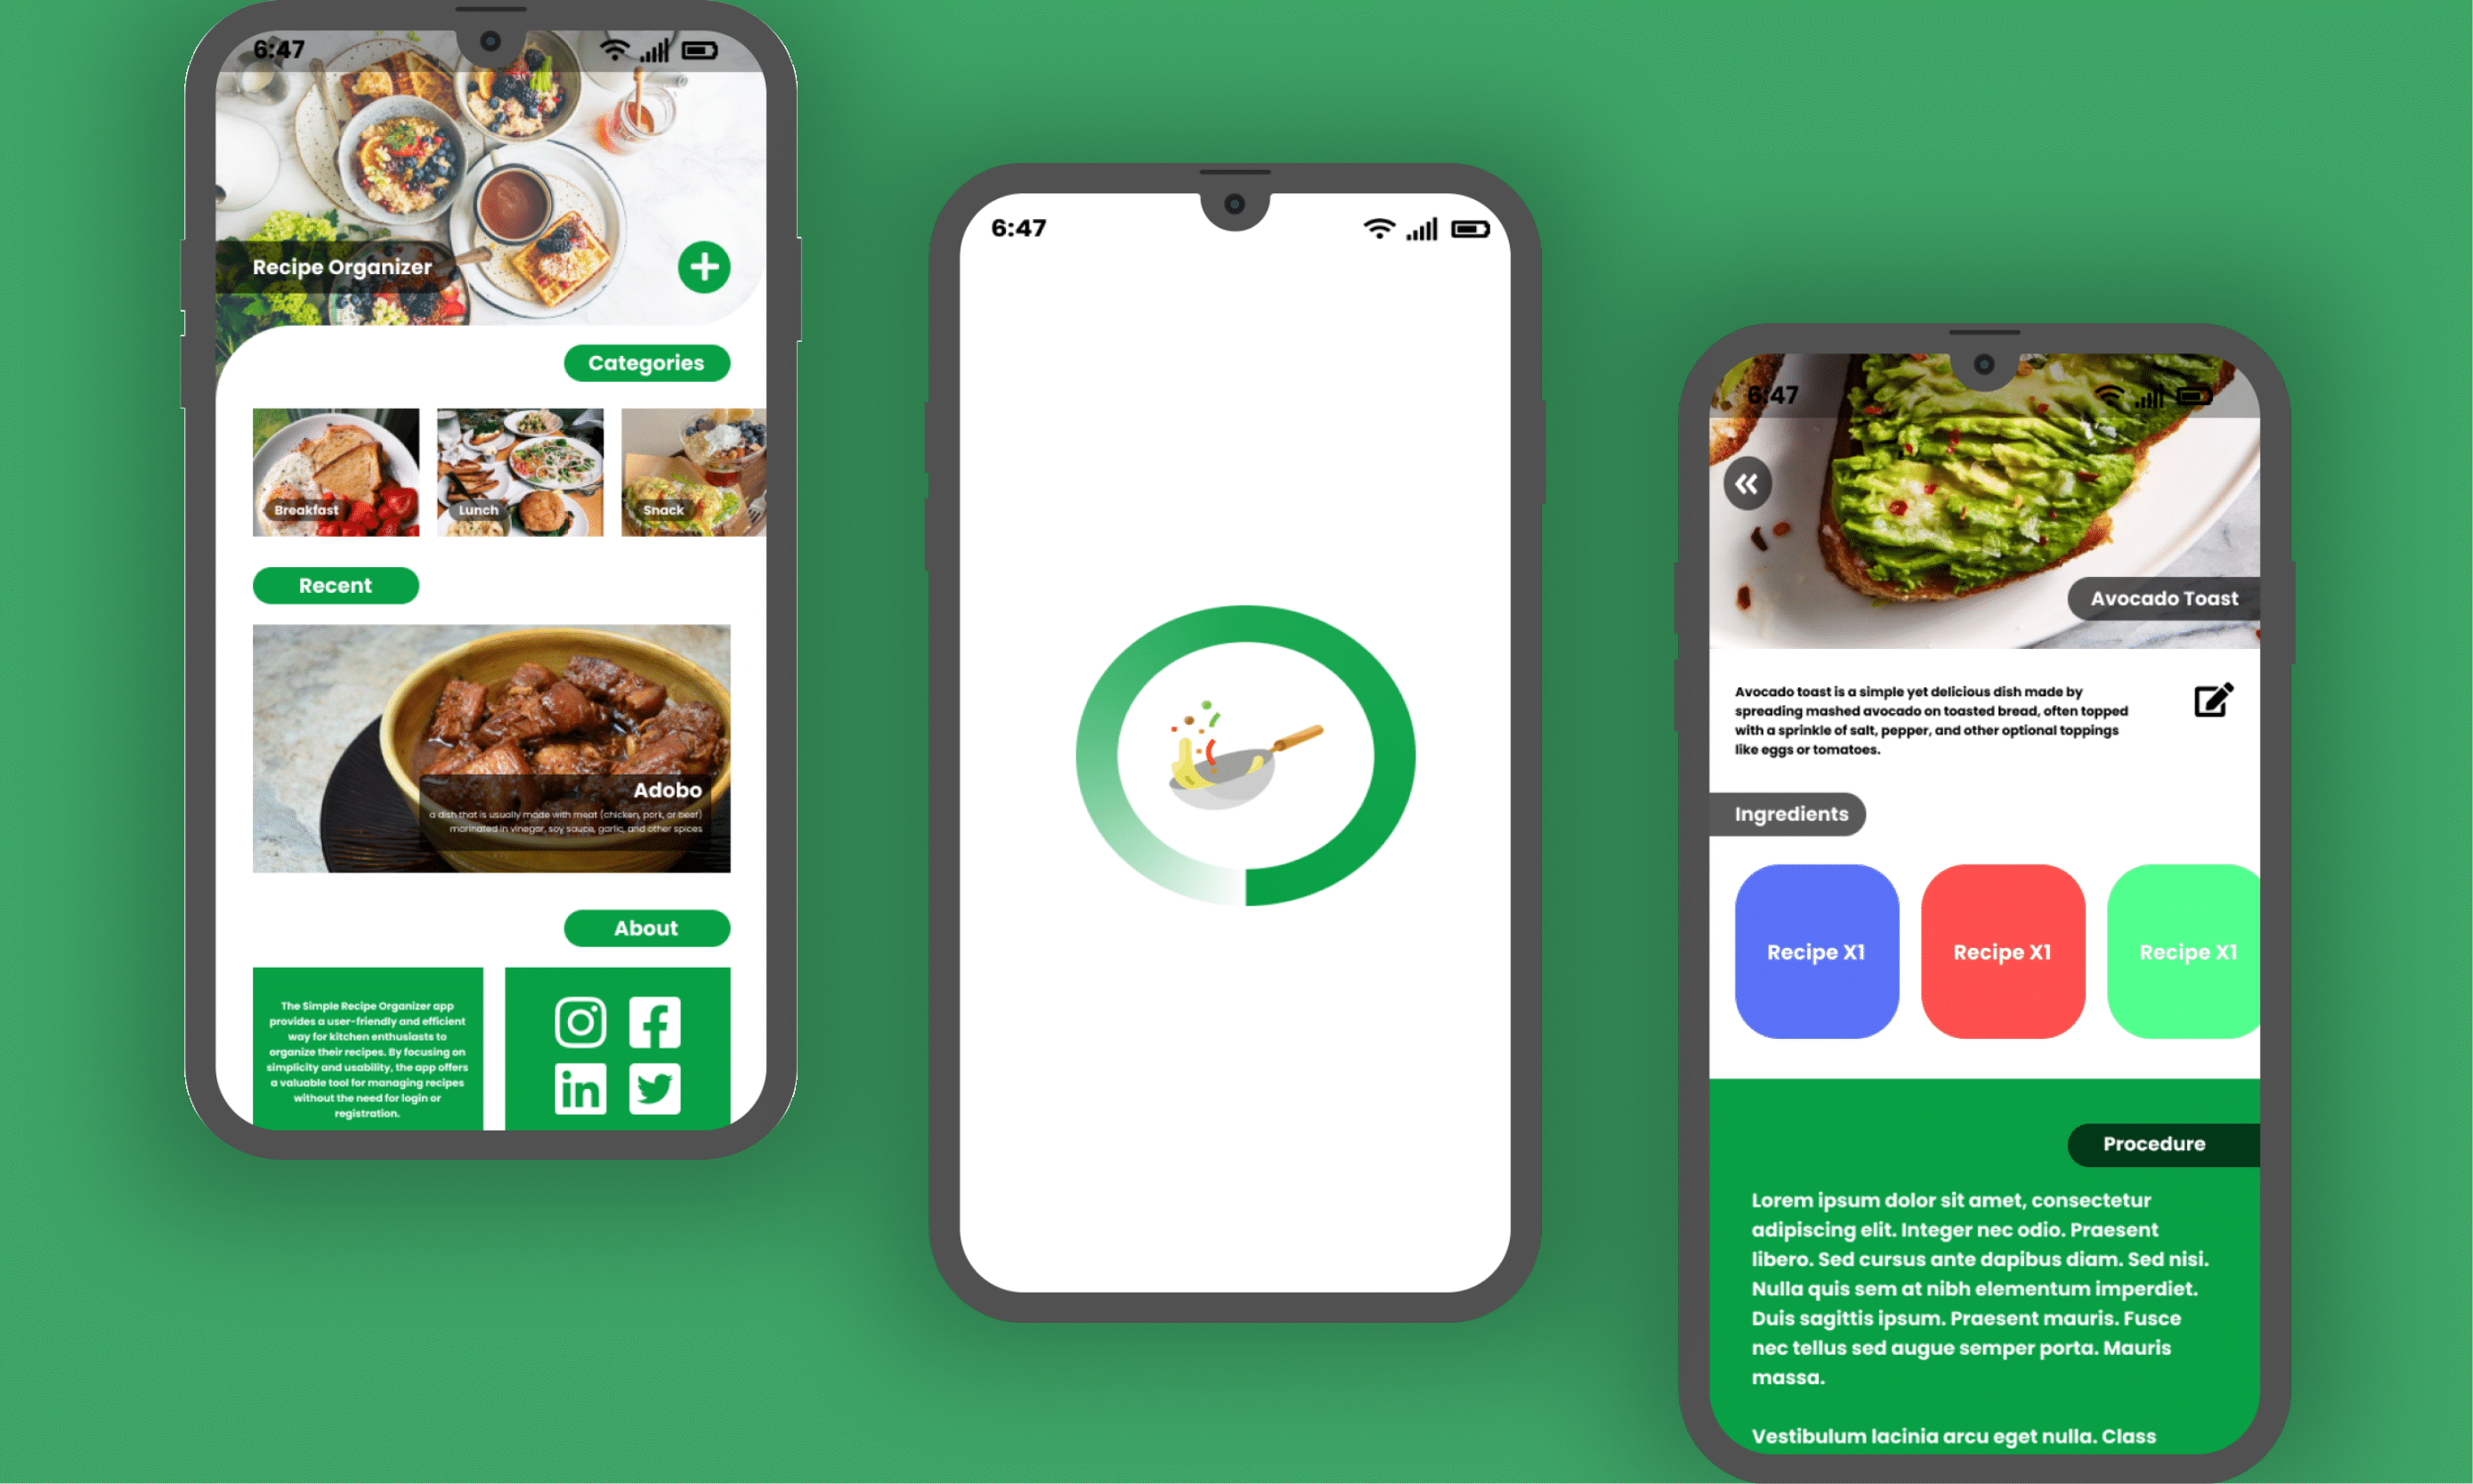 6:47
Recipe Organizer
Categories
Breakfast
Lunch
Snack
Recent
Adobo
a dish that is usually made with meat (chicken, pork, or beef)
marinated in vinegar, soy sauce, garlic, and other spices
About
The Simple Recipe Organizer app
provides a user-friendly and efficient
way for kitchen enthusiasts to
organize their recipes. By focusing on
simplicity and usability, the app offers
a valuable tool for managing recipes
without the need for login or
registration.
6:47
6:47
Avocado Toast
Avocado toast is a simple yet delicious dish made by
spreading mashed avocado on toasted bread, often topped
with a sprinkle of salt, pepper, and other optional toppings
like eggs or tomatoes.
Ingredients
Recipe X1
Recipe X1
Recipe X1
Procedure
Lorem ipsum dolor sit amet, consectetur
adipiscing elit. Integer nec odio. Praesent
libero. Sed cursus ante dapibus diam. Sed nisi.
Nulla quis sem at nibh elementum imperdiet.
Duis sagittis ipsum. Praesent mauris. Fusce
nec tellus sed augue semper porta. Mauris
massa.
Vestibulum lacinia arcu eget nulla. Class